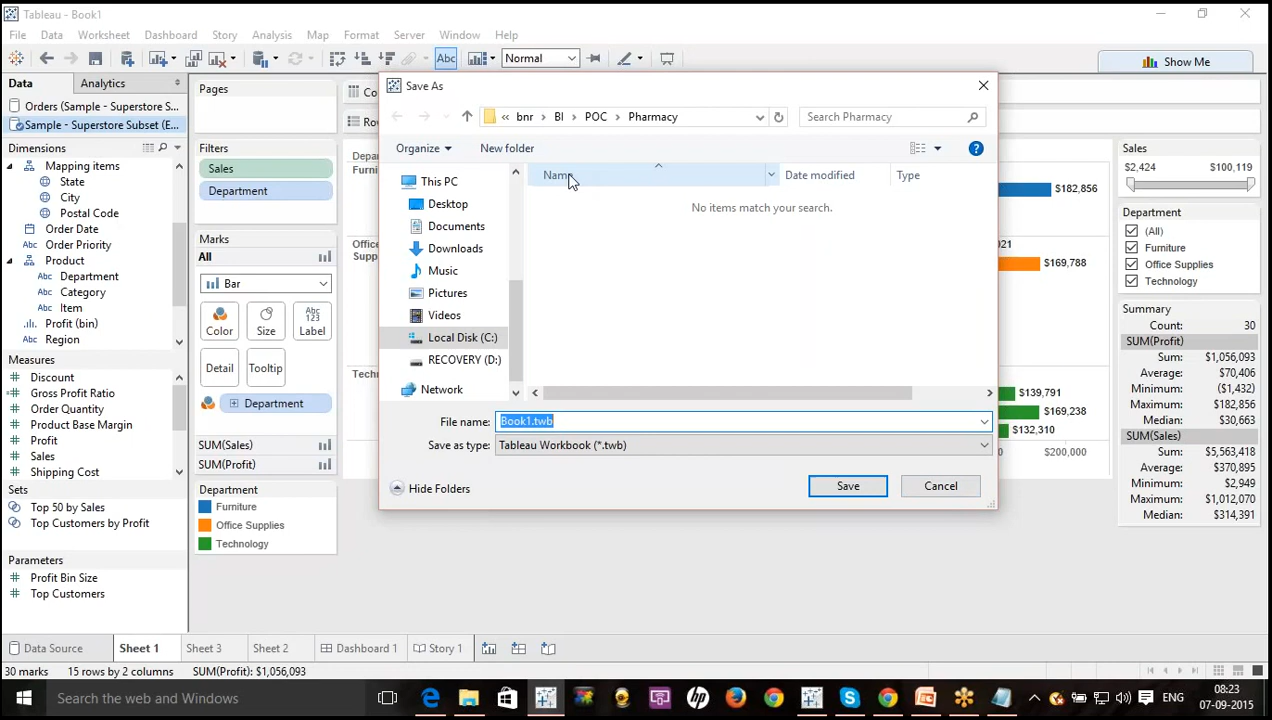 Tableau - Book1
File Data Worksheet Dashboard Story Analysis Map Format Server Window Help
Abc Normal Show Me
Data Analytics
Orders (Sample - Superstore S...
Sample - Superstore Subset (E...
Dimensions
Mapping items
State
City
Postal Code
Order Date
Abc Order Priority
Product
Abc Department
Abc Category
Abc Item
Profit (bin)
Abc Region
Measures
Discount
Gross Profit Ratio
Order Quantity
Product Base Margin
Profit
Sales
Shipping Cost
Sets
Top 50 by Sales
Top Customers by Profit
Parameters
Profit Bin Size
Top Customers
Pages
Filters
Sales
Department
Marks
All
Bar
Color Size Abc 123 Label
Detail Tooltip
Department
SUM(Sales)
SUM(Profit)
Department
Furniture
Office Supplies
Technology
Save As
bnr BI POC Pharmacy
Search Pharmacy
Organize New folder
This PC
Desktop
Documents
Downloads
Music
Pictures
Videos
Local Disk (C:)
RECOVERY (D:)
Network
Name Date modified Type
No items match your search.
File name: Book1.twb
Save as type: Tableau Workbook (*.twb)
Hide Folders Save Cancel
$182,856
$169,788
$139,791
$169,238
$132,310
$200,000
Sales
$2,424 $100,119
Department
(All)
Furniture
Office Supplies
Technology
Summary
Count: 30
SUM(Profit)
Sum: $1,056,093
Average: $70,406
Minimum: ($1,432)
Maximum: $182,856
Median: $30,663
SUM(Sales)
Sum: $5,563,418
Average: $370,895
Minimum: $2,949
Maximum: $1,012,070
Median: $314,391
Data Source Sheet 1 Sheet 3 Sheet 2 Dashboard 1 Story 1
30 marks 15 rows by 2 columns SUM(Profit): $1,056,093
Search the web and Windows
ENG
08:23
07-09-2015